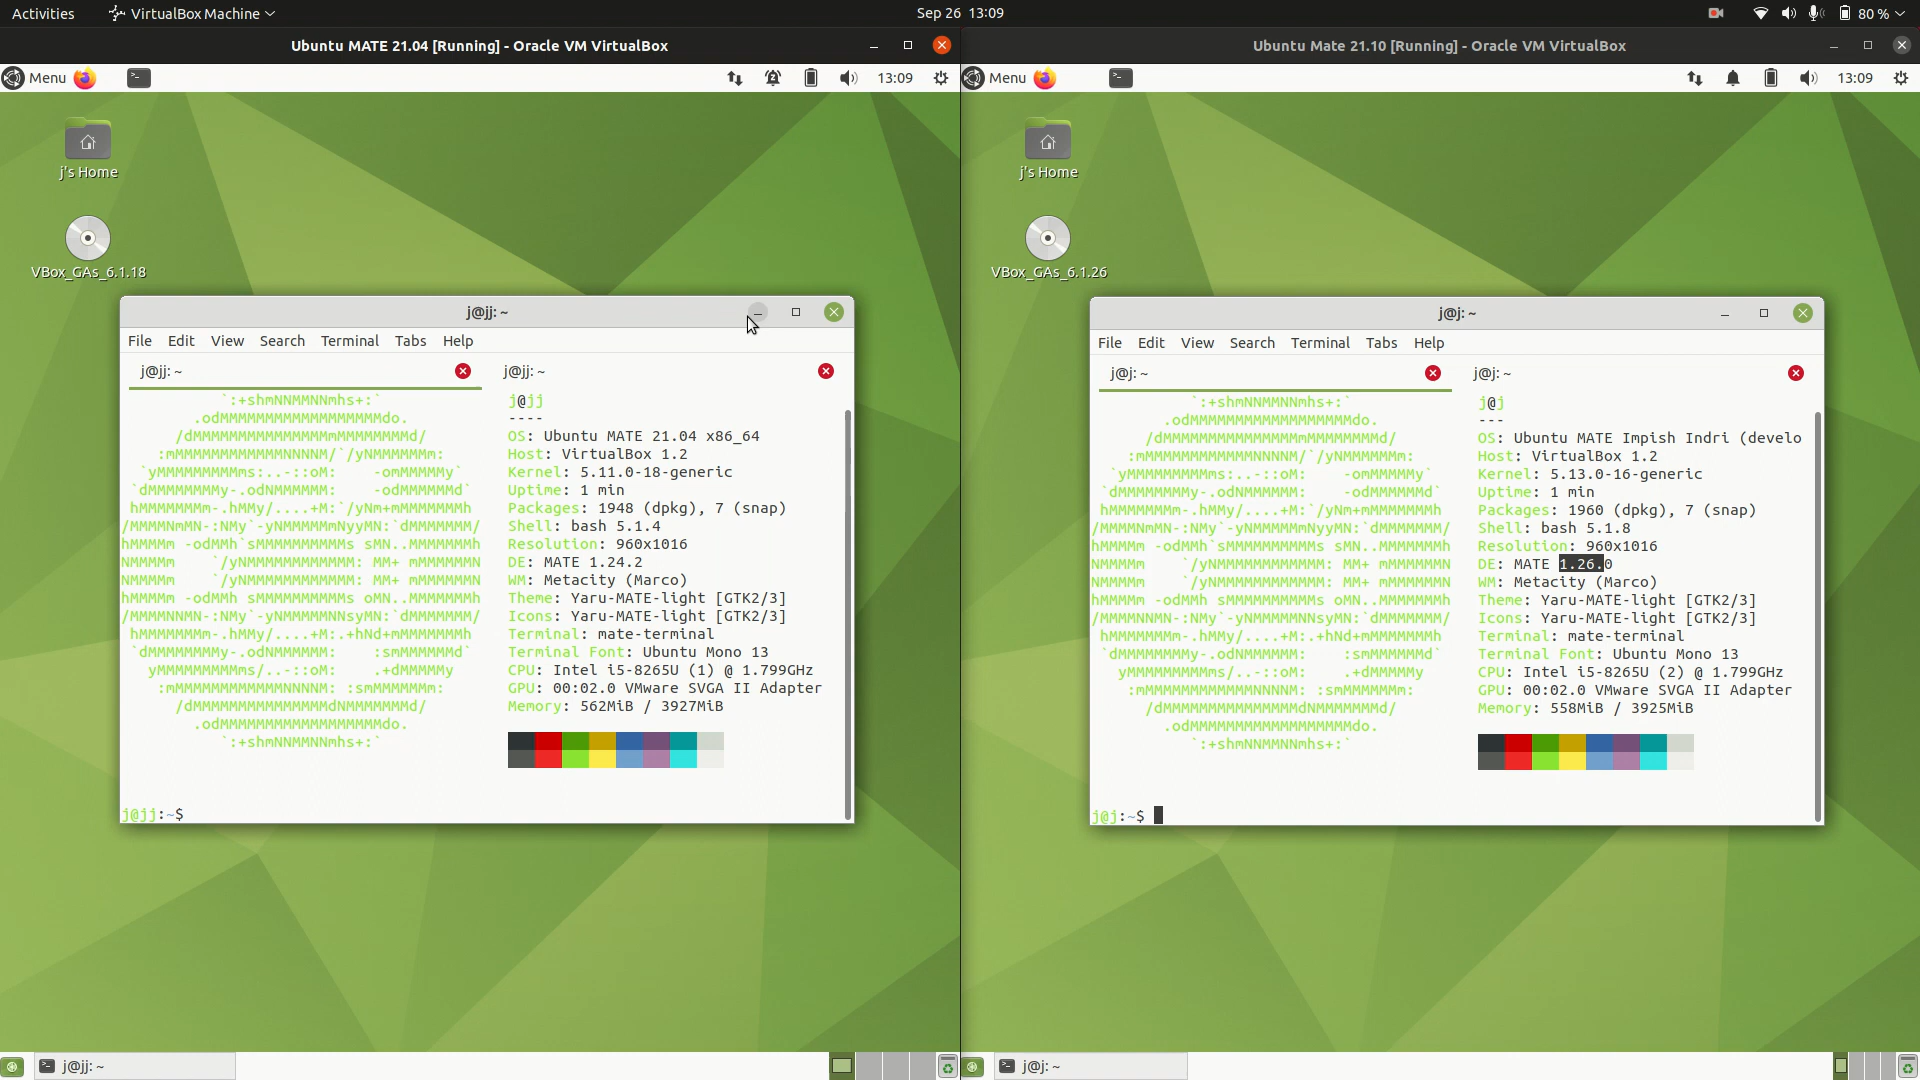 Activities
VirtualBox Machine
Sep 26 13:09
80 %
Ubuntu MATE 21.04 [Running] - Oracle VM VirtualBox
Menu
13:09
j's Home
VBox_GAs_6.1.18
j@jj: ~
File Edit View Search Terminal Tabs Help
j@jj: ~
j@jj: ~
j@jj
----
OS: Ubuntu MATE 21.04 x86_64
Host: VirtualBox 1.2
Kernel: 5.11.0-18-generic
Uptime: 1 min
Packages: 1948 (dpkg), 7 (snap)
Shell: bash 5.1.4
Resolution: 960x1016
DE: MATE 1.24.2
WM: Metacity (Marco)
Theme: Yaru-MATE-light [GTK2/3]
Icons: Yaru-MATE-light [GTK2/3]
Terminal: mate-terminal
Terminal Font: Ubuntu Mono 13
CPU: Intel i5-8265U (1) @ 1.799GHz
GPU: 00:02.0 VMware SVGA II Adapter
Memory: 562MiB / 3927MiB
j@jj:~$
j@jj: ~
Ubuntu Mate 21.10 [Running] - Oracle VM VirtualBox
Menu
13:09
j's Home
VBox_GAs_6.1.26
j@j: ~
File Edit View Search Terminal Tabs Help
j@j: ~
j@j: ~
j@j
---
OS: Ubuntu MATE Impish Indri (develo
Host: VirtualBox 1.2
Kernel: 5.13.0-16-generic
Uptime: 1 min
Packages: 1960 (dpkg), 7 (snap)
Shell: bash 5.1.8
Resolution: 960x1016
DE: MATE 1.26.0
WM: Metacity (Marco)
Theme: Yaru-MATE-light [GTK2/3]
Icons: Yaru-MATE-light [GTK2/3]
Terminal: mate-terminal
Terminal Font: Ubuntu Mono 13
CPU: Intel i5-8265U (2) @ 1.799GHz
GPU: 00:02.0 VMware SVGA II Adapter
Memory: 558MiB / 3925MiB
j@j:~$
j@j: ~